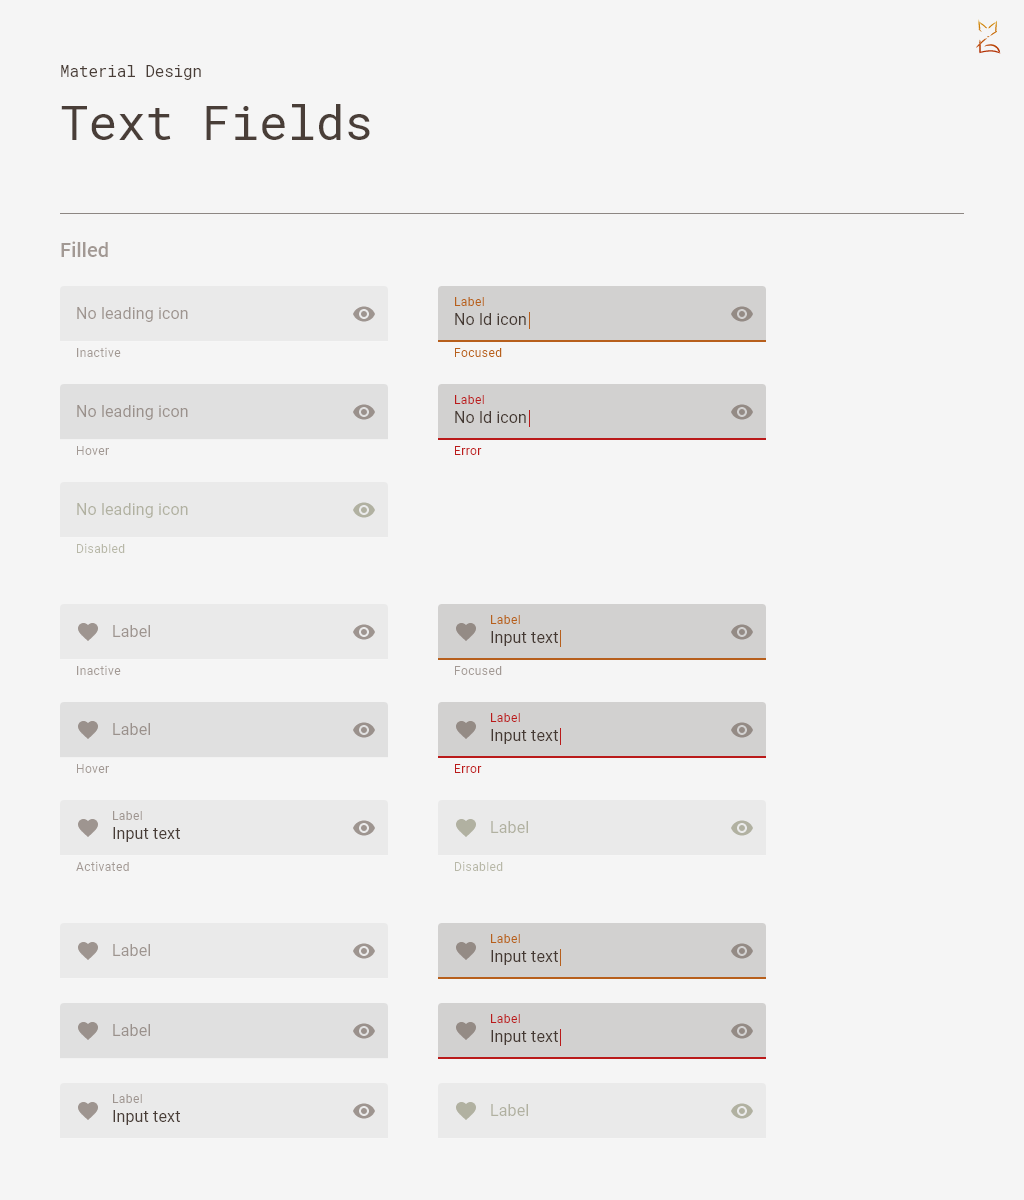 Material Design
Text Fields
Filled
No leading icon
Inactive
Label
No ld icon
Focused
No leading icon
Hover
Label
No ld icon
Error
No leading icon
Disabled
Label
Inactive
Label
Input text
Focused
Label
Hover
Label
Input text
Error
Label
Input text
Activated
Label
Disabled
Label
Label
Input text
Label
Label
Input text
Label
Input text
Label